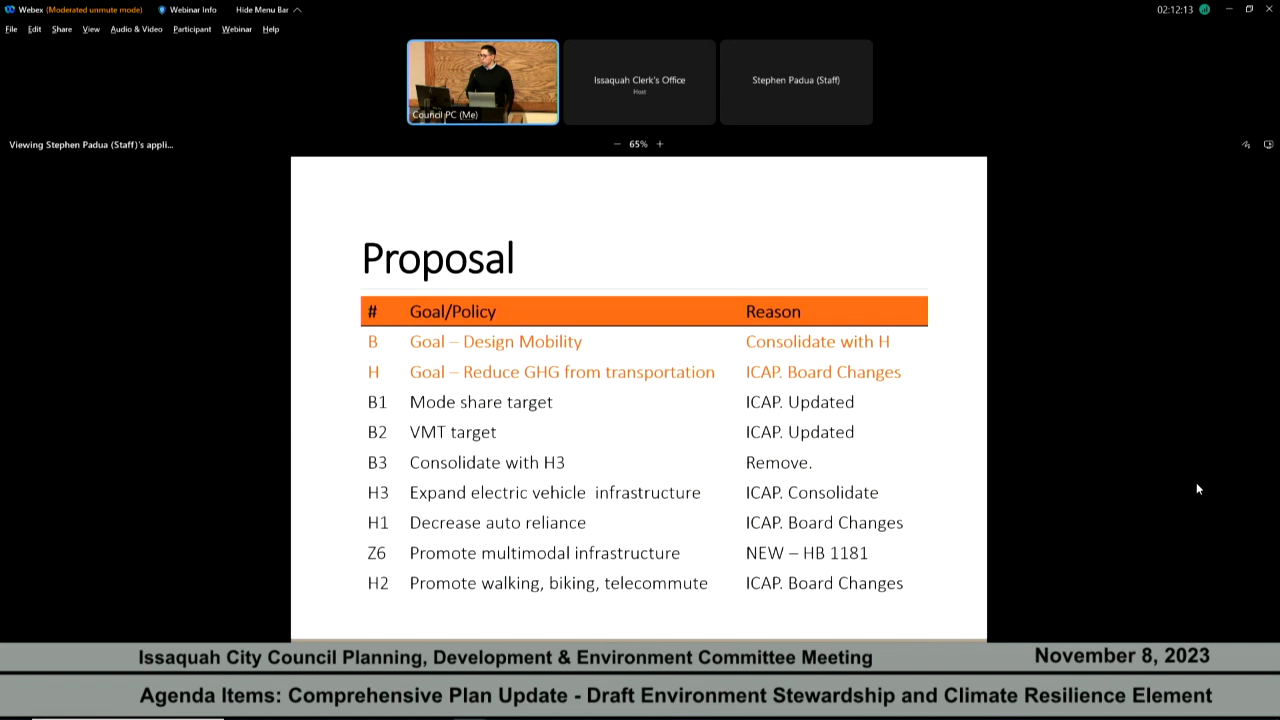 Webex (Moderated unmute mode) Webinar Info Hide Menu Bar 02:12:13
File Edit Share View Audio & Video Participant Webinar Help
Council PC (Me)
Issaquah Clerk's Office
Host
Stephen Padua (Staff)
Viewing Stephen Padua (Staff)'s appli... − 65% +
Proposal
# Goal/Policy Reason
B Goal – Design Mobility Consolidate with H
H Goal – Reduce GHG from transportation ICAP. Board Changes
B1 Mode share target ICAP. Updated
B2 VMT target ICAP. Updated
B3 Consolidate with H3 Remove.
H3 Expand electric vehicle infrastructure ICAP. Consolidate
H1 Decrease auto reliance ICAP. Board Changes
Z6 Promote multimodal infrastructure NEW – HB 1181
H2 Promote walking, biking, telecommute ICAP. Board Changes
Issaquah City Council Planning, Development & Environment Committee Meeting November 8, 2023
Agenda Items: Comprehensive Plan Update - Draft Environment Stewardship and Climate Resilience Element